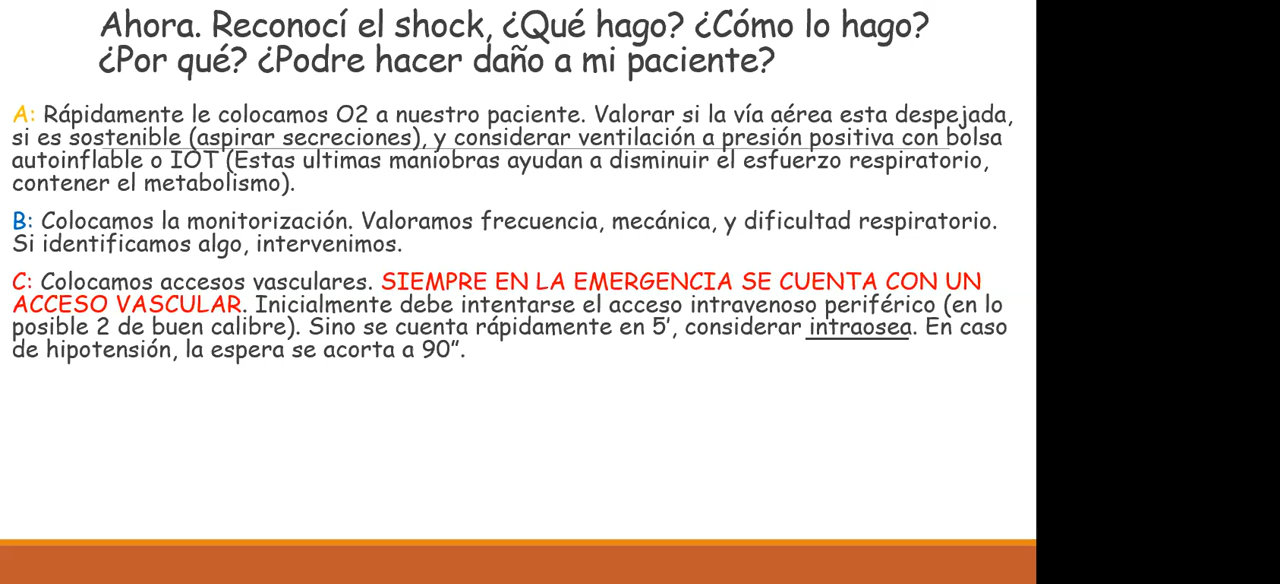 Ahora. Reconocí el shock, ¿Qué hago? ¿Cómo lo hago?
¿Por qué? ¿Podre hacer daño a mi paciente?
A: Rápidamente le colocamos O2 a nuestro paciente. Valorar si la vía aérea esta despejada,
si es sostenible (aspirar secreciones), y considerar ventilación a presión positiva con bolsa
autoinflable o IOT (Estas ultimas maniobras ayudan a disminuir el esfuerzo respiratorio,
contener el metabolismo).
B: Colocamos la monitorización. Valoramos frecuencia, mecánica, y dificultad respiratorio.
Si identificamos algo, intervenimos.
C: Colocamos accesos vasculares. SIEMPRE EN LA EMERGENCIA SE CUENTA CON UN
ACCESO VASCULAR. Inicialmente debe intentarse el acceso intravenoso periférico (en lo
posible 2 de buen calibre). Sino se cuenta rápidamente en 5’, considerar intraosea. En caso
de hipotensión, la espera se acorta a 90”.